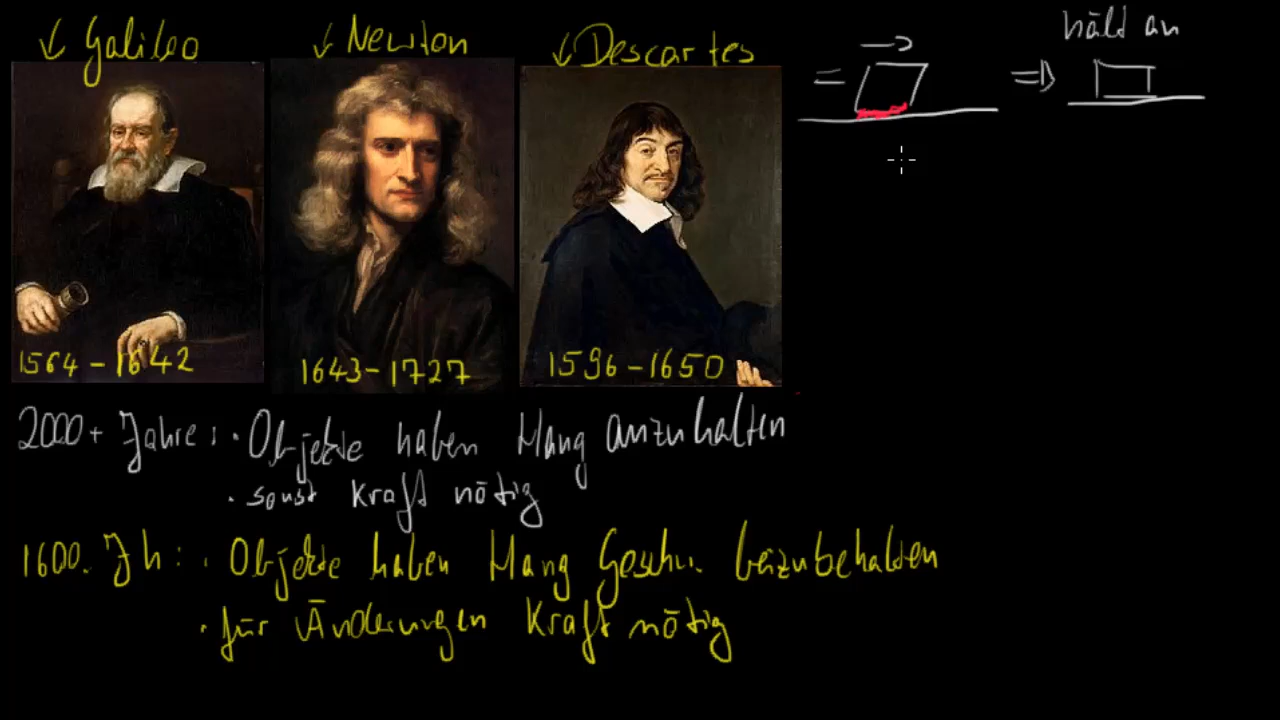 ↓ Galileo
↓ Newton
↓ Descartes
hält an
1564 - 1642
1643 - 1727
1596 - 1650
2000+ Jahre: · Objekte haben Hang anzuhalten
· sonst Kraft nötig
1600. Jh: · Objekte haben Hang Geschw. beizubehalten
· für Änderungen Kraft nötig